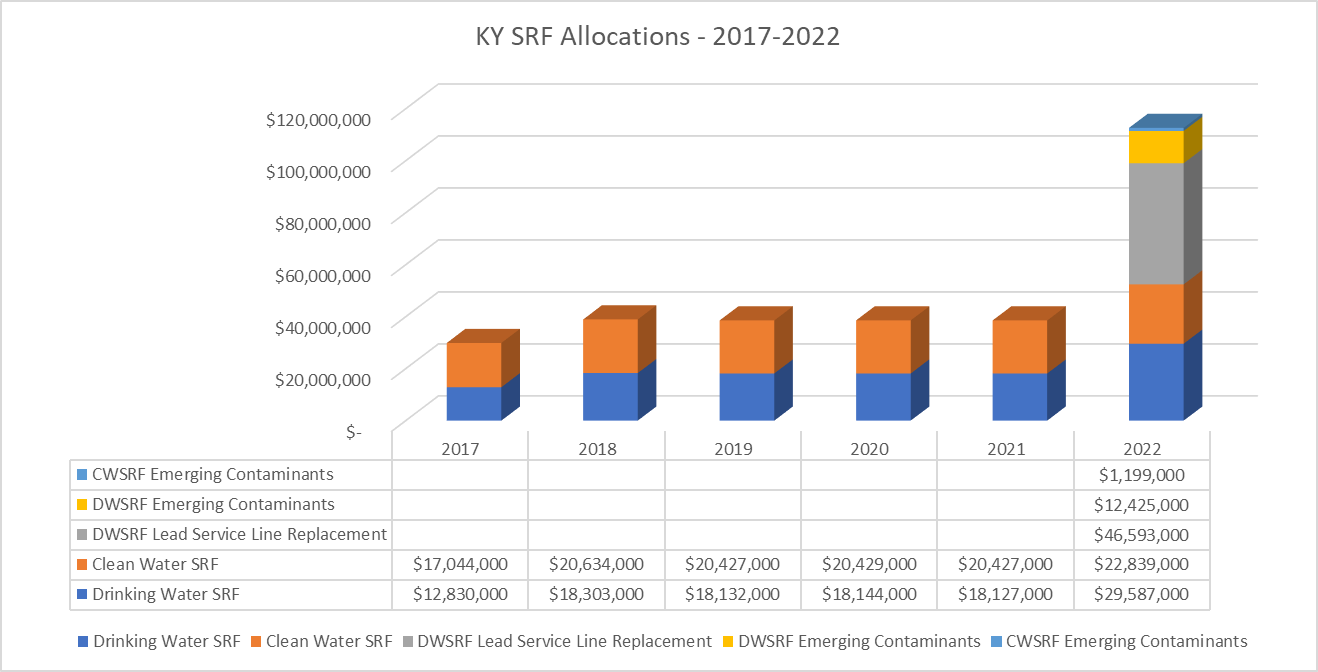 KY SRF Allocations - 2017-2022
$120,000,000
$100,000,000
$80,000,000
$60,000,000
$40,000,000
$20,000,000
$-
2017 2018 2019 2020 2021 2022
CWSRF Emerging Contaminants $1,199,000
DWSRF Emerging Contaminants $12,425,000
DWSRF Lead Service Line Replacement $46,593,000
Clean Water SRF $17,044,000 $20,634,000 $20,427,000 $20,429,000 $20,427,000 $22,839,000
Drinking Water SRF $12,830,000 $18,303,000 $18,132,000 $18,144,000 $18,127,000 $29,587,000
Drinking Water SRF Clean Water SRF DWSRF Lead Service Line Replacement DWSRF Emerging Contaminants CWSRF Emerging Contaminants